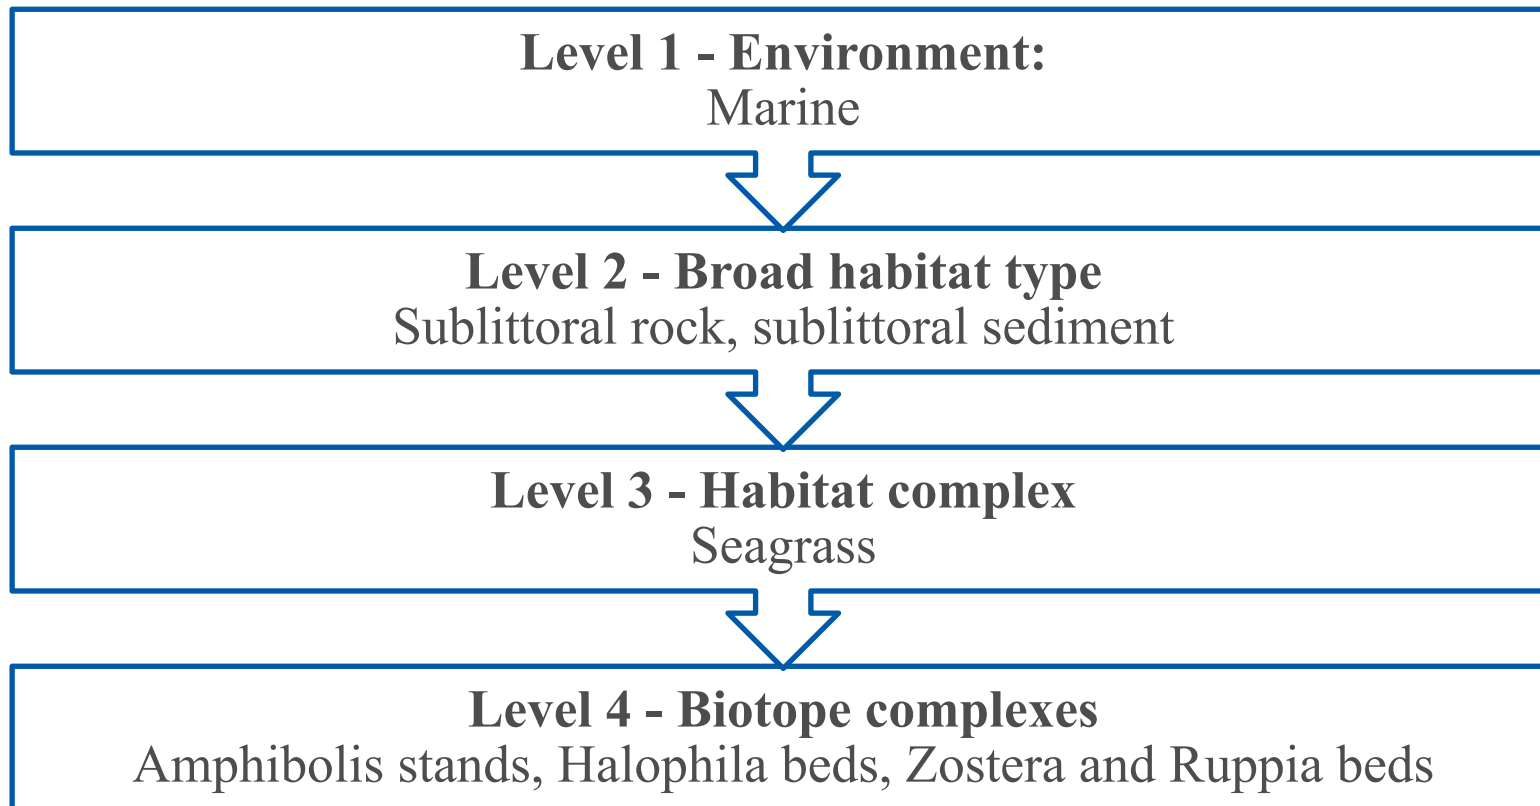 Level 1 - Environment:
Marine
Level 2 - Broad habitat type
Sublittoral rock, sublittoral sediment
Level 3 - Habitat complex
Seagrass
Level 4 - Biotope complexes
Amphibolis stands, Halophila beds, Zostera and Ruppia beds